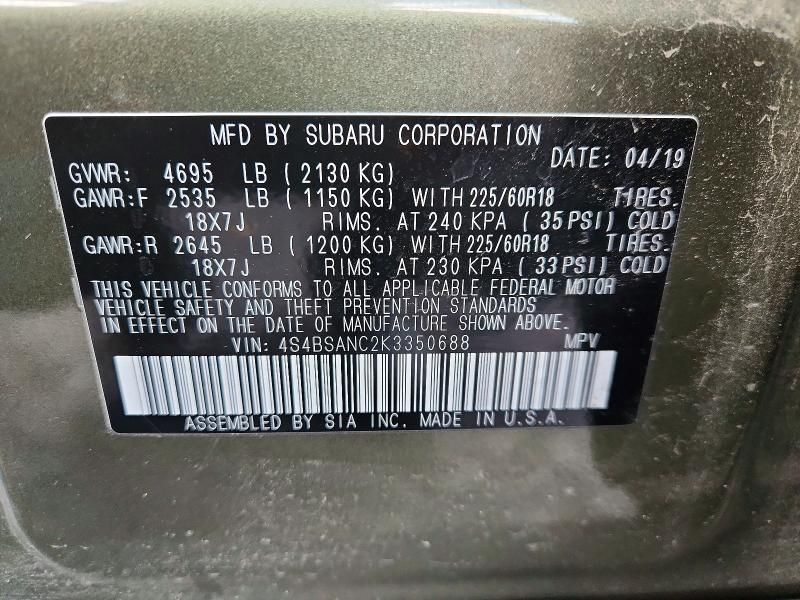 MFD BY SUBARU CORPORATION
DATE: 04/19
GVWR: 4695 LB ( 2130 KG)
GAWR:F 2535 LB ( 1150 KG) WITH 225/60R18 TIRES.
18X7J RIMS. AT 240 KPA ( 35 PSI) COLD
GAWR:R 2645 LB ( 1200 KG) WITH 225/60R18 TIRES.
18X7J RIMS. AT 230 KPA ( 33 PSI) COLD
THIS VEHICLE CONFORMS TO ALL APPLICABLE FEDERAL MOTOR
VEHICLE SAFETY AND THEFT PREVENTION STANDARDS
IN EFFECT ON THE DATE OF MANUFACTURE SHOWN ABOVE.
VIN: 4S4BSANC2K3350688 MPV
ASSEMBLED BY SIA INC. MADE IN U.S.A.